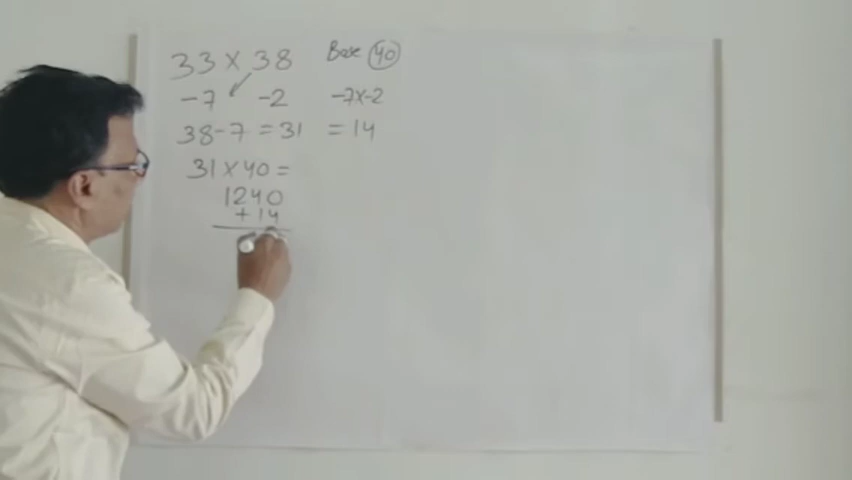 33 x 38 Base 40
-7 -2 -7x-2
38-7 = 31 = 14
31 x 40 =
1240
+ 14